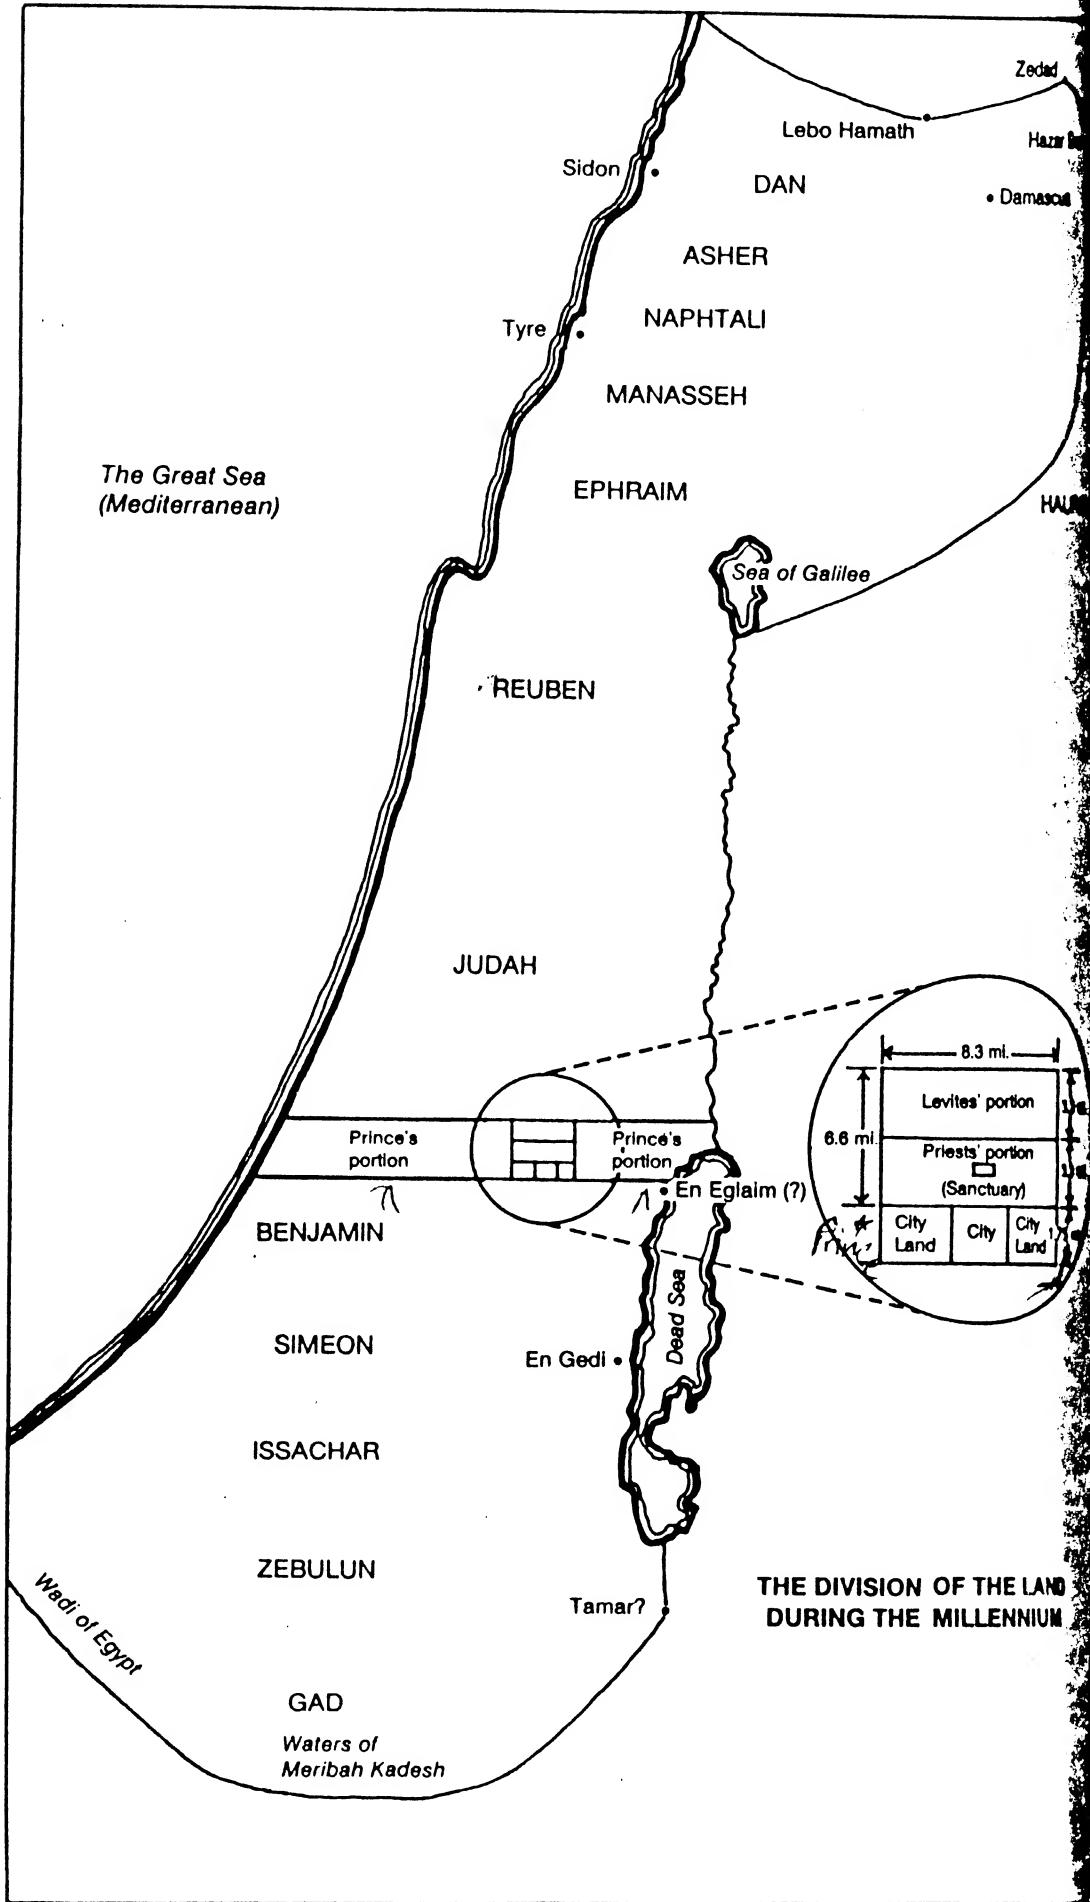 Zedad
Lebo Hamath
Hazar
Sidon
DAN
Damascus
ASHER
NAPHTALI
Tyre
MANASSEH
The Great Sea
(Mediterranean)
EPHRAIM
Sea of Galilee
REUBEN
JUDAH
8.3 mi.
Levites' portion
6.6 mi.
Priests' portion
(Sanctuary)
City
Land
City
City
Land
Prince's
portion
Prince's
portion
En Eglaim (?)
BENJAMIN
Dead Sea
SIMEON
En Gedi
ISSACHAR
ZEBULUN
Tamar?
THE DIVISION OF THE LAND
DURING THE MILLENNIUM
Wadi of Egypt
GAD
Waters of
Meribah Kadesh